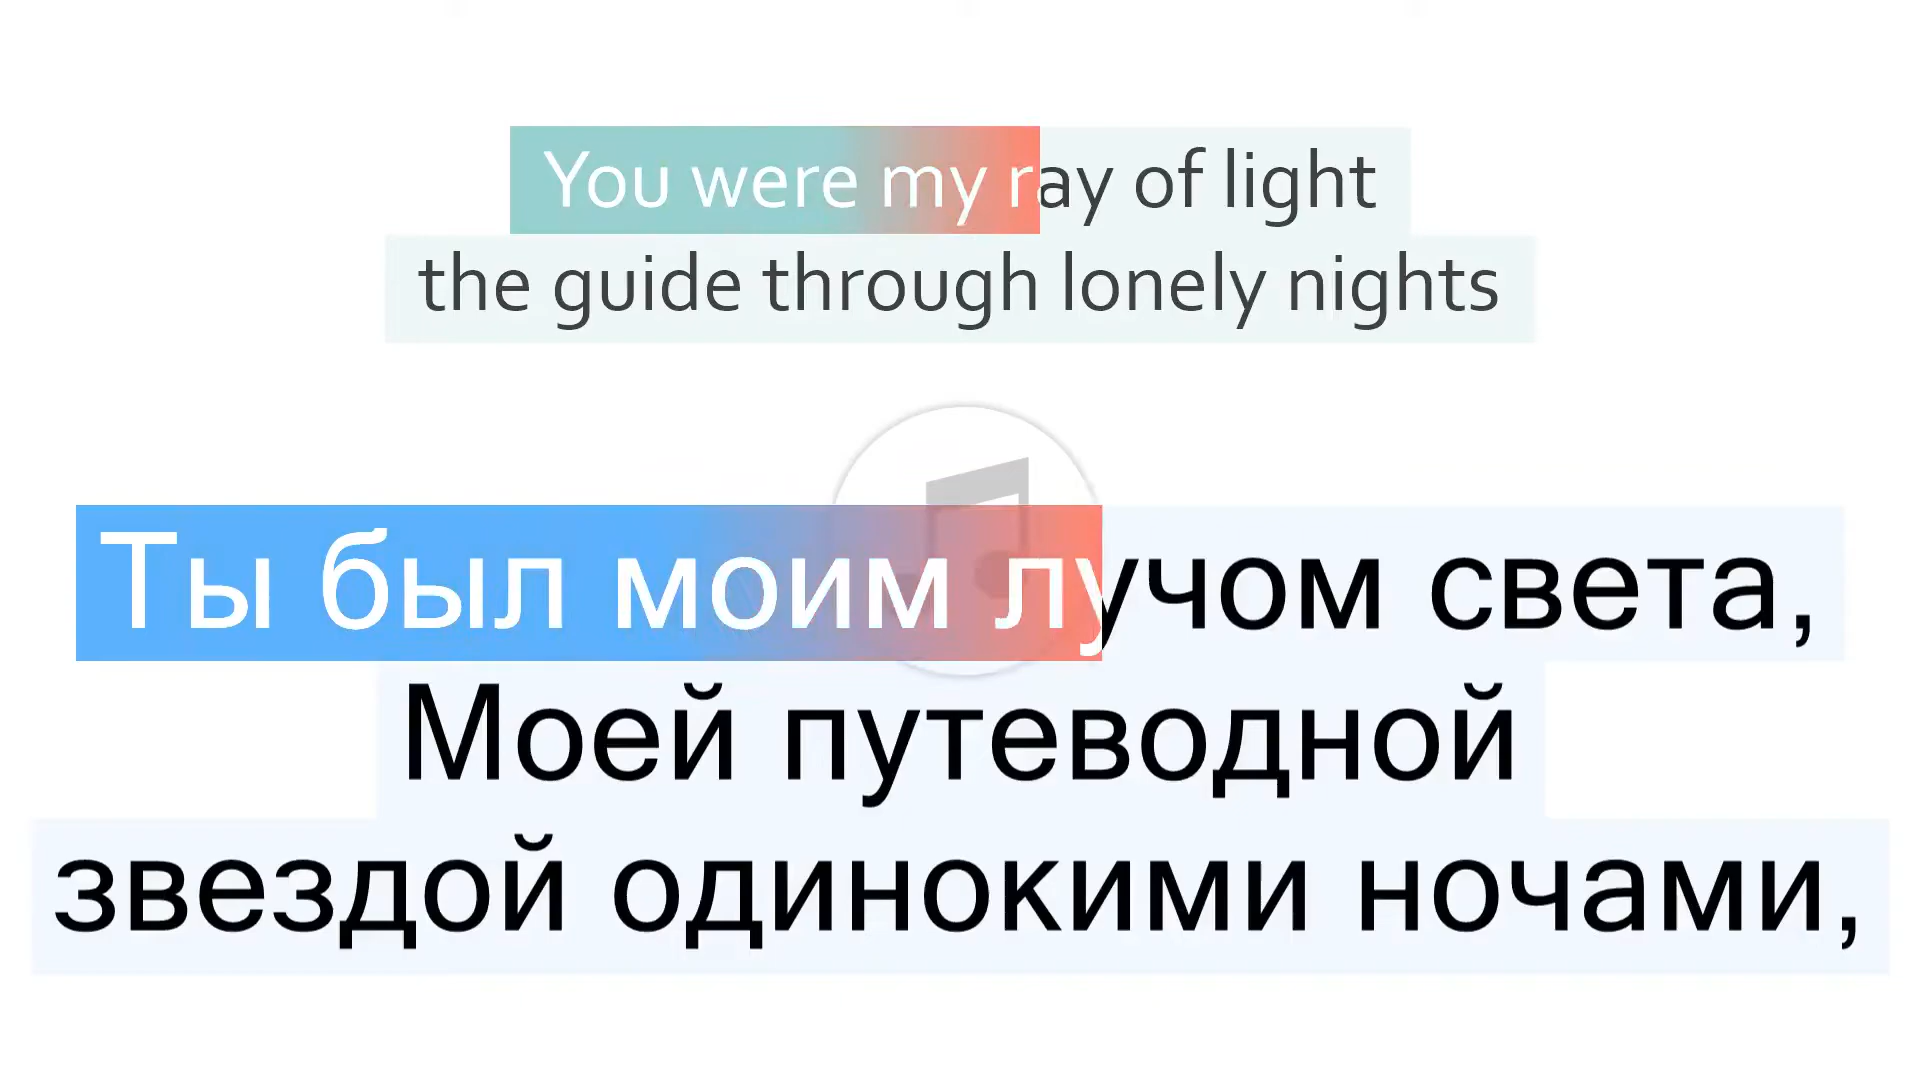 You were my ray of light
the guide through lonely nights
Ты был моим лучом света,
Моей путеводной
звездой одинокими ночами,